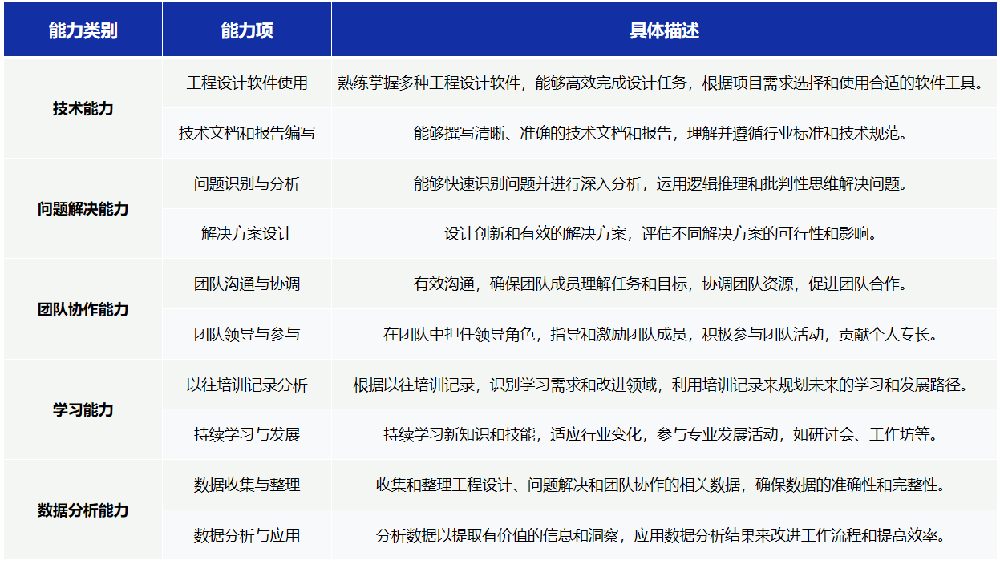 能力类别 能力项 具体描述
技术能力
工程设计软件使用 熟练掌握多种工程设计软件，能够高效完成设计任务，根据项目需求选择和使用合适的软件工具。
技术文档和报告编写 能够撰写清晰、准确的技术文档和报告，理解并遵循行业标准和技术规范。
问题解决能力
问题识别与分析 能够快速识别问题并进行深入分析，运用逻辑推理和批判性思维解决问题。
解决方案设计 设计创新和有效的解决方案，评估不同解决方案的可行性和影响。
团队协作能力
团队沟通与协调 有效沟通，确保团队成员理解任务和目标，协调团队资源，促进团队合作。
团队领导与参与 在团队中担任领导角色，指导和激励团队成员，积极参与团队活动，贡献个人专长。
学习能力
以往培训记录分析 根据以往培训记录，识别学习需求和改进领域，利用培训记录来规划未来的学习和发展路径。
持续学习与发展 持续学习新知识和技能，适应行业变化，参与专业发展活动，如研讨会、工作坊等。
数据分析能力
数据收集与整理 收集和整理工程设计、问题解决和团队协作的相关数据，确保数据的准确性和完整性。
数据分析与应用 分析数据以提取有价值的信息和洞察，应用数据分析结果来改进工作流程和提高效率。